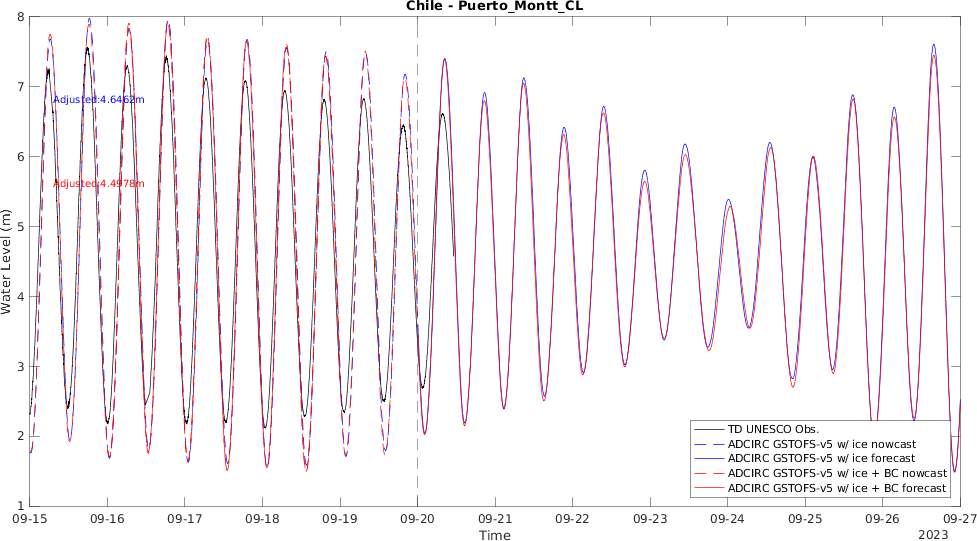 Chile - Puerto_Montt_CL
8
7
6
5
4
3
2
1
Water Level (m)
Adjusted:4.6462m
Adjusted:4.4978m
TD UNESCO Obs.
ADCIRC GSTOFS-v5 w/ ice nowcast
ADCIRC GSTOFS-v5 w/ ice forecast
ADCIRC GSTOFS-v5 w/ ice + BC nowcast
ADCIRC GSTOFS-v5 w/ ice + BC forecast
09-15 09-16 09-17 09-18 09-19 09-20 09-21 09-22 09-23 09-24 09-25 09-26 09-27
Time
2023